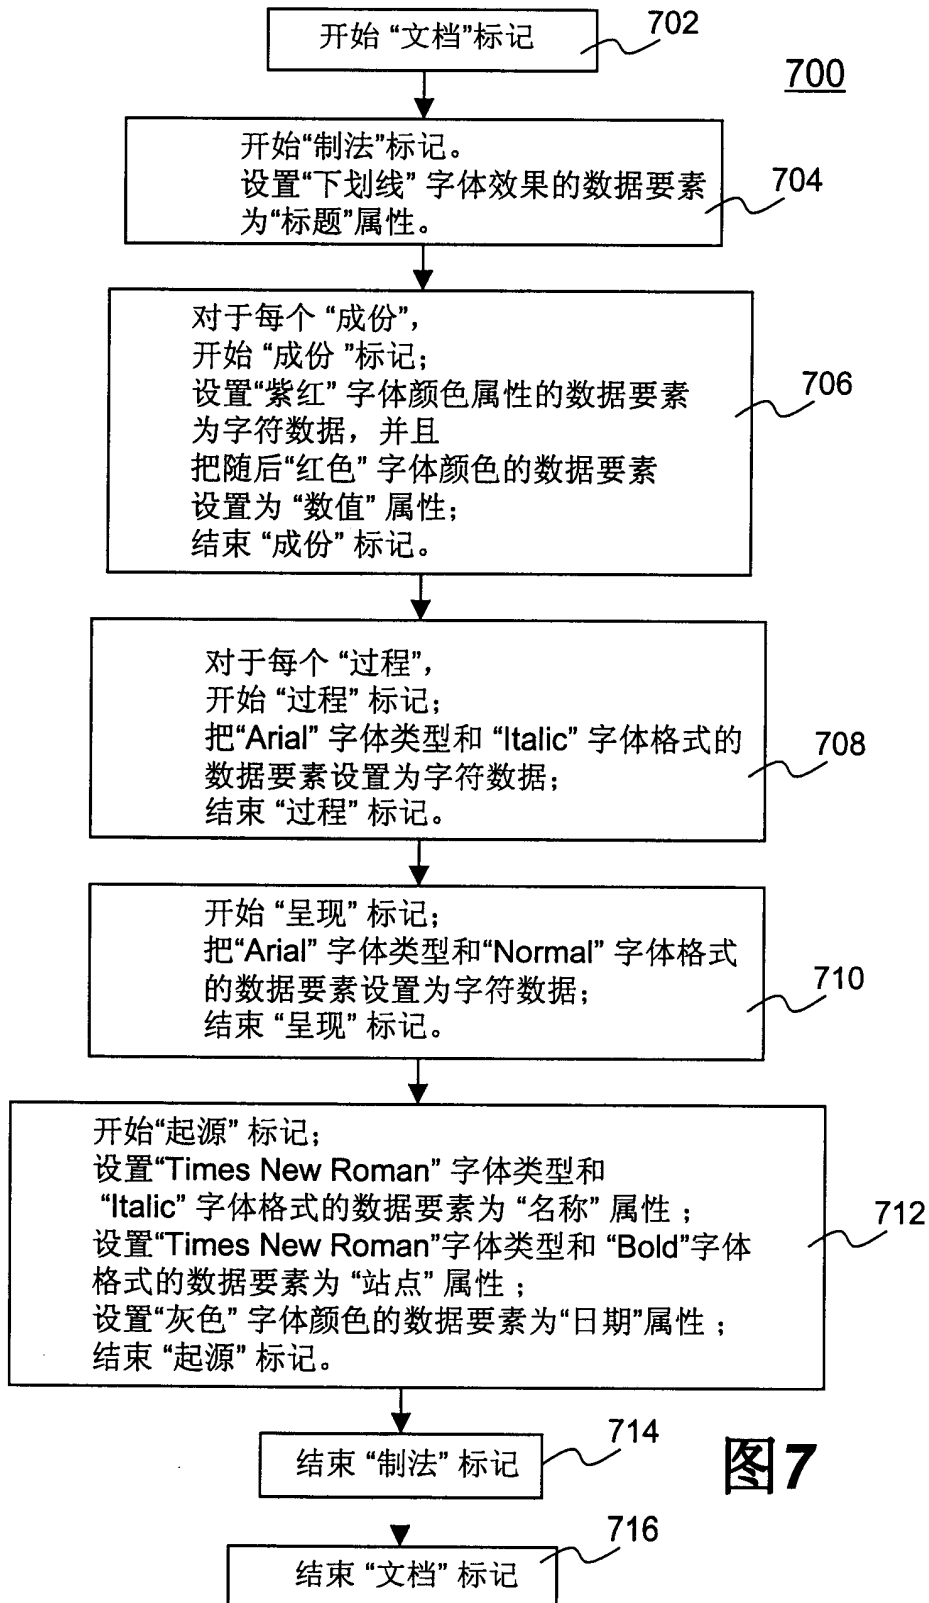 开始 “文档”标记
702
700
开始“制法”标记。
设置“下划线” 字体效果的数据要素
为“标题”属性。
704
对于每个 “成份”，
开始 “成份 ”标记；
设置“紫红” 字体颜色属性的数据要素
为字符数据，并且
把随后“红色” 字体颜色的数据要素
设置为 “数值” 属性；
结束 “成份” 标记。
706
对于每个 “过程”，
开始 “过程” 标记；
把“Arial” 字体类型和 “Italic” 字体格式的
数据要素设置为字符数据；
结束 “过程” 标记。
708
开始 “呈现” 标记；
把“Arial” 字体类型和“Normal” 字体格式
的数据要素设置为字符数据；
结束 “呈现” 标记。
710
开始“起源” 标记；
设置“Times New Roman” 字体类型和
“Italic” 字体格式的数据要素为 “名称” 属性；
设置“Times New Roman”字体类型和 “Bold”字体
格式的数据要素为 “站点” 属性；
设置“灰色” 字体颜色的数据要素为“日期”属性；
结束 “起源” 标记。
712
结束 “制法” 标记
714
图7
结束 “文档” 标记
716